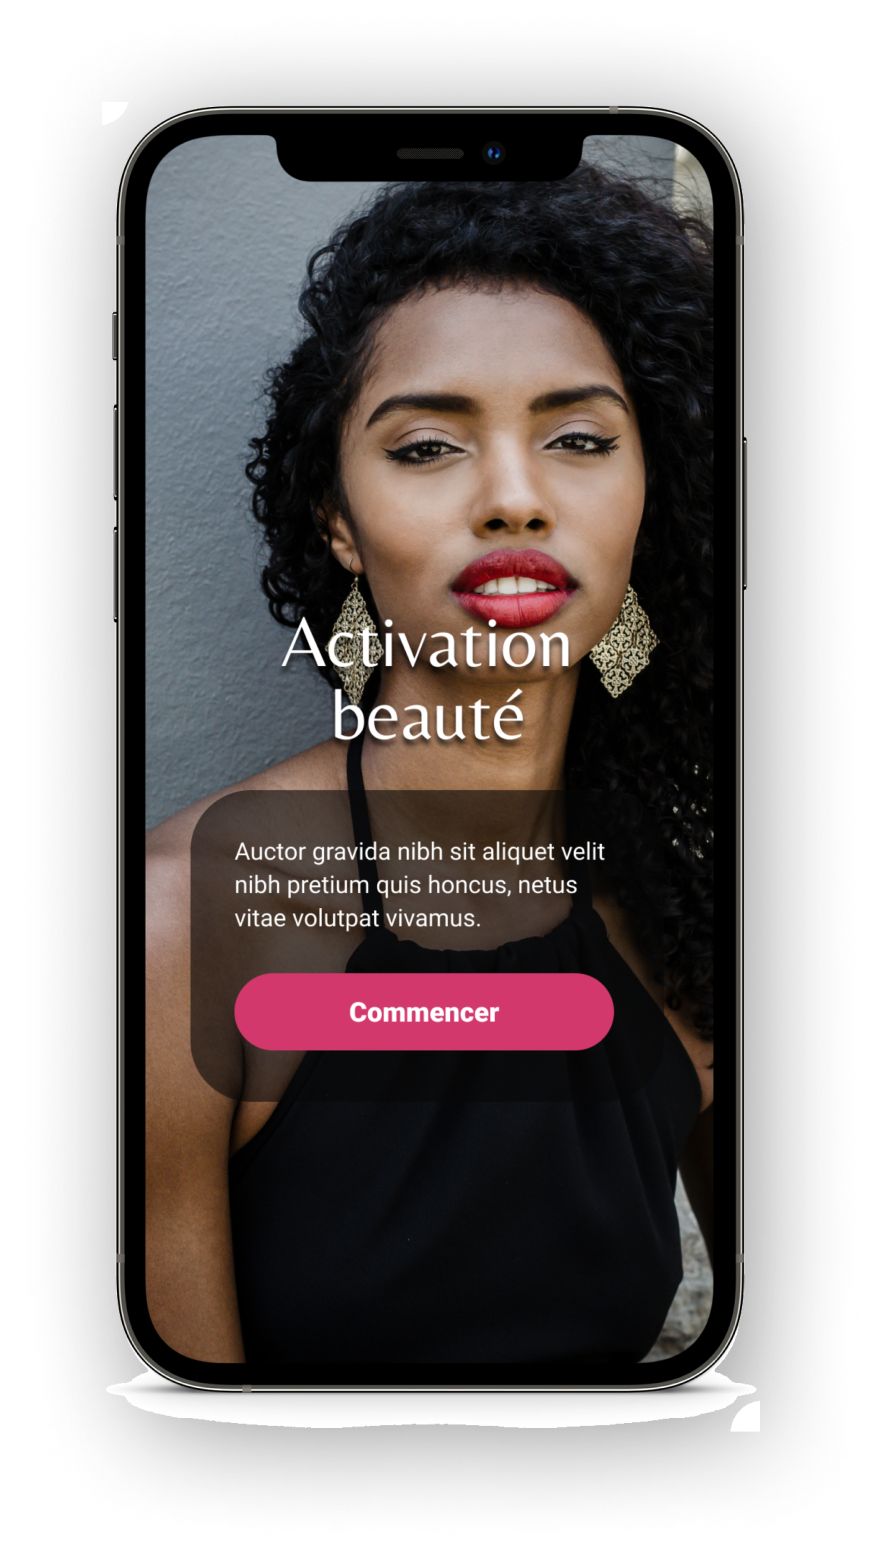 Activation
beauté
Auctor gravida nibh sit aliquet velit
nibh pretium quis honcus, netus
vitae volutpat vivamus.
Commencer